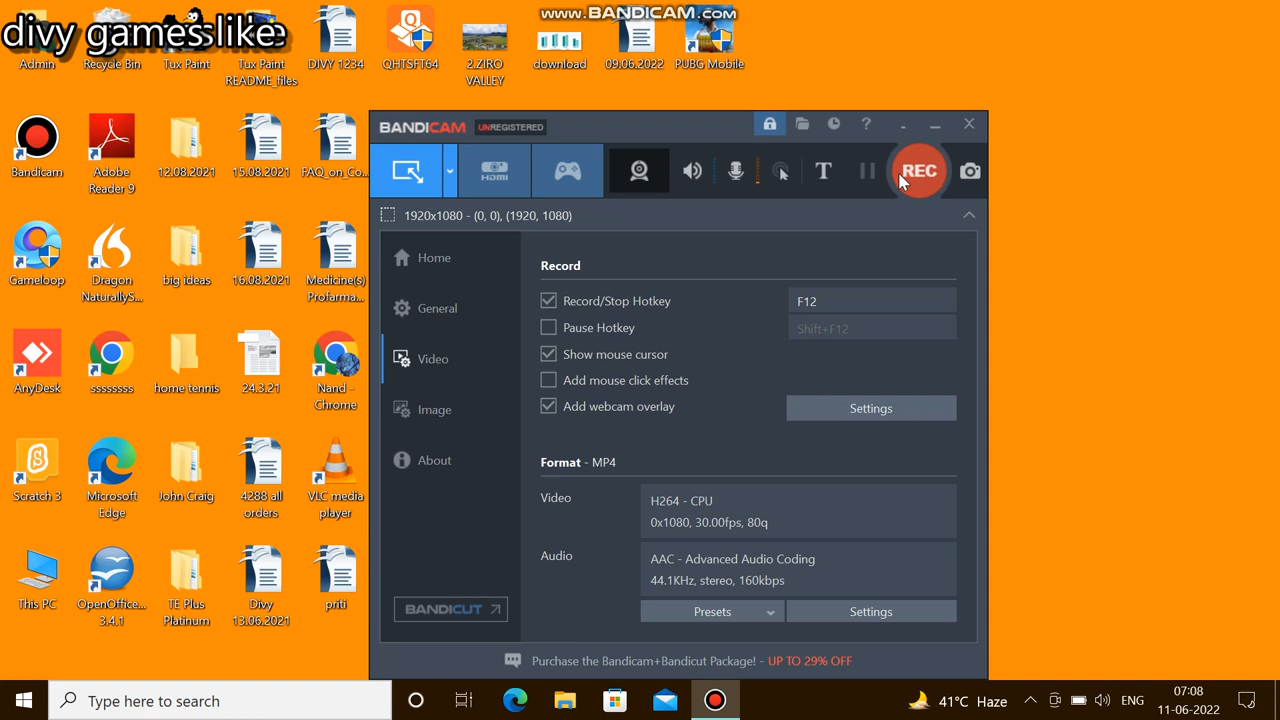 divy games like
www.BANDICAM.com
Admin
Recycle Bin
Tux Paint
Tux Paint
README_files
DIVY 1234
QHTSFT64
2.ZIRO
VALLEY
download
09.06.2022
PUBG Mobile
Bandicam
Adobe
Reader 9
12.08.2021
15.08.2021
FAQ_on_Co...
Gameloop
Dragon
NaturallyS...
big ideas
16.08.2021
Medicine(s)
Profarma...
AnyDesk
ssssssss
home tennis
24.3.21
Nand -
Chrome
Scratch 3
Microsoft
Edge
John Craig
4288 all
orders
VLC media
player
This PC
OpenOffice...
3.4.1
TE Plus
Platinum
Divy
13.06.2021
priti
BANDICAM UNREGISTERED
?
HDMI
T
REC
1920x1080 - (0, 0), (1920, 1080)
Home
General
Video
Image
About
BANDICUT
Record
Record/Stop Hotkey
F12
Pause Hotkey
Shift+F12
Show mouse cursor
Add mouse click effects
Add webcam overlay
Settings
Format - MP4
Video
H264 - CPU
0x1080, 30.00fps, 80q
Audio
AAC - Advanced Audio Coding
44.1KHz, stereo, 160kbps
Presets
Settings
Purchase the Bandicam+Bandicut Package! - UP TO 29% OFF
Type here to search
41°C Haze
ENG
07:08
11-06-2022